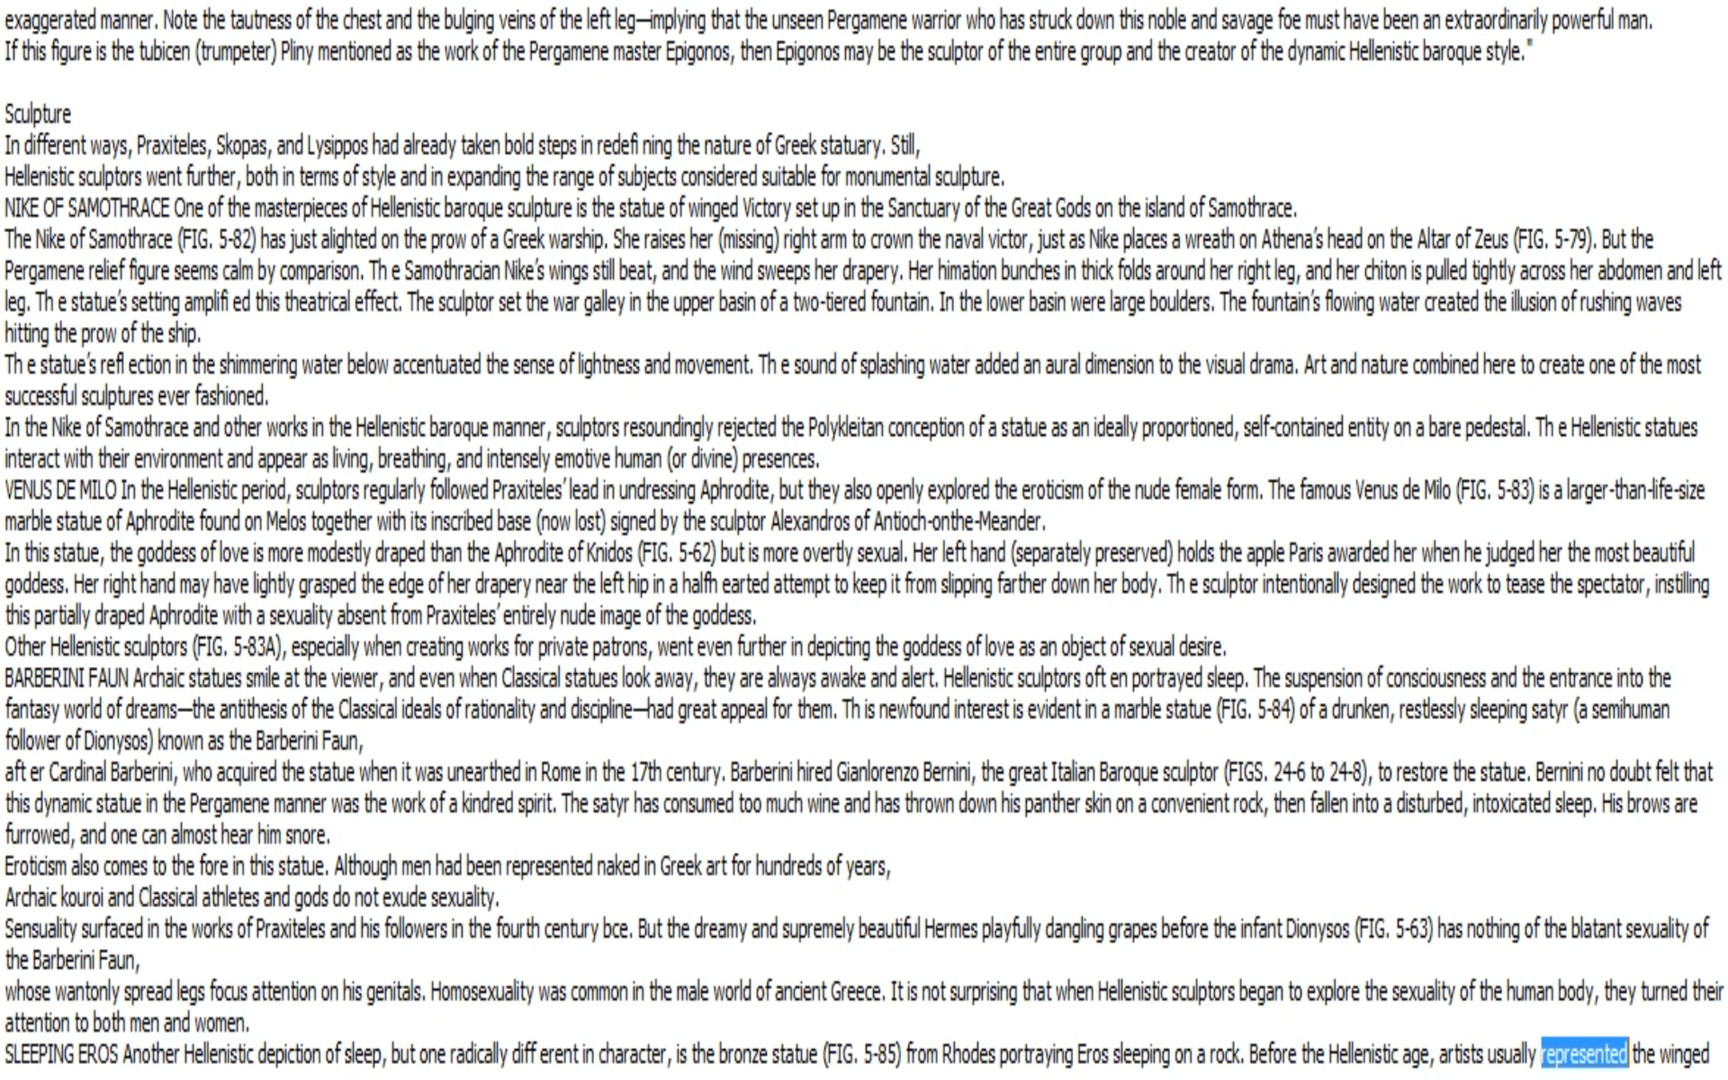 exaggerated manner. Note the tautness of the chest and the bulging veins of the left leg—implying that the unseen Pergamene warrior who has struck down this noble and savage foe must have been an extraordinarily powerful man.
If this figure is the tubicen (trumpeter) Pliny mentioned as the work of the Pergamene master Epigonos, then Epigonos may be the sculptor of the entire group and the creator of the dynamic Hellenistic baroque style."
Sculpture
In different ways, Praxiteles, Skopas, and Lysippos had already taken bold steps in redefi ning the nature of Greek statuary. Still,
Hellenistic sculptors went further, both in terms of style and in expanding the range of subjects considered suitable for monumental sculpture.
NIKE OF SAMOTHRACE One of the masterpieces of Hellenistic baroque sculpture is the statue of winged Victory set up in the Sanctuary of the Great Gods on the island of Samothrace.
The Nike of Samothrace (FIG. 5-82) has just alighted on the prow of a Greek warship. She raises her (missing) right arm to crown the naval victor, just as Nike places a wreath on Athena's head on the Altar of Zeus (FIG. 5-79). But the
Pergamene relief figure seems calm by comparison. Th e Samothracian Nike's wings still beat, and the wind sweeps her drapery. Her himation bunches in thick folds around her right leg, and her chiton is pulled tightly across her abdomen and left
leg. Th e statue's setting amplifi ed this theatrical effect. The sculptor set the war galley in the upper basin of a two-tiered fountain. In the lower basin were large boulders. The fountain's flowing water created the illusion of rushing waves
hitting the prow of the ship.
Th e statue's refl ection in the shimmering water below accentuated the sense of lightness and movement. Th e sound of splashing water added an aural dimension to the visual drama. Art and nature combined here to create one of the most
successful sculptures ever fashioned.
In the Nike of Samothrace and other works in the Hellenistic baroque manner, sculptors resoundingly rejected the Polykleitan conception of a statue as an ideally proportioned, self-contained entity on a bare pedestal. Th e Hellenistic statues
interact with their environment and appear as living, breathing, and intensely emotive human (or divine) presences.
VENUS DE MILO In the Hellenistic period, sculptors regularly followed Praxiteles' lead in undressing Aphrodite, but they also openly explored the eroticism of the nude female form. The famous Venus de Milo (FIG. 5-83) is a larger-than-life-size
marble statue of Aphrodite found on Melos together with its inscribed base (now lost) signed by the sculptor Alexandros of Antioch-onthe-Meander.
In this statue, the goddess of love is more modestly draped than the Aphrodite of Knidos (FIG. 5-62) but is more overtly sexual. Her left hand (separately preserved) holds the apple Paris awarded her when he judged her the most beautiful
goddess. Her right hand may have lightly grasped the edge of her drapery near the left hip in a halfh earted attempt to keep it from slipping farther down her body. Th e sculptor intentionally designed the work to tease the spectator, instilling
this partially draped Aphrodite with a sexuality absent from Praxiteles' entirely nude image of the goddess.
Other Hellenistic sculptors (FIG. 5-83A), especially when creating works for private patrons, went even further in depicting the goddess of love as an object of sexual desire.
BARBERINI FAUN Archaic statues smile at the viewer, and even when Classical statues look away, they are always awake and alert. Hellenistic sculptors oft en portrayed sleep. The suspension of consciousness and the entrance into the
fantasy world of dreams—the antithesis of the Classical ideals of rationality and discipline—had great appeal for them. Th is newfound interest is evident in a marble statue (FIG. 5-84) of a drunken, restlessly sleeping satyr (a semihuman
follower of Dionysos) known as the Barberini Faun,
aft er Cardinal Barberini, who acquired the statue when it was unearthed in Rome in the 17th century. Barberini hired Gianlorenzo Bernini, the great Italian Baroque sculptor (FIGS. 24-6 to 24-8), to restore the statue. Bernini no doubt felt that
this dynamic statue in the Pergamene manner was the work of a kindred spirit. The satyr has consumed too much wine and has thrown down his panther skin on a convenient rock, then fallen into a disturbed, intoxicated sleep. His brows are
furrowed, and one can almost hear him snore.
Eroticism also comes to the fore in this statue. Although men had been represented naked in Greek art for hundreds of years,
Archaic kouroi and Classical athletes and gods do not exude sexuality.
Sensuality surfaced in the works of Praxiteles and his followers in the fourth century bce. But the dreamy and supremely beautiful Hermes playfully dangling grapes before the infant Dionysos (FIG. 5-63) has nothing of the blatant sexuality of
the Barberini Faun,
whose wantonly spread legs focus attention on his genitals. Homosexuality was common in the male world of ancient Greece. It is not surprising that when Hellenistic sculptors began to explore the sexuality of the human body, they turned their
attention to both men and women.
SLEEPING EROS Another Hellenistic depiction of sleep, but one radically diff erent in character, is the bronze statue (FIG. 5-85) from Rhodes portraying Eros sleeping on a rock. Before the Hellenistic age, artists usually represented the winged